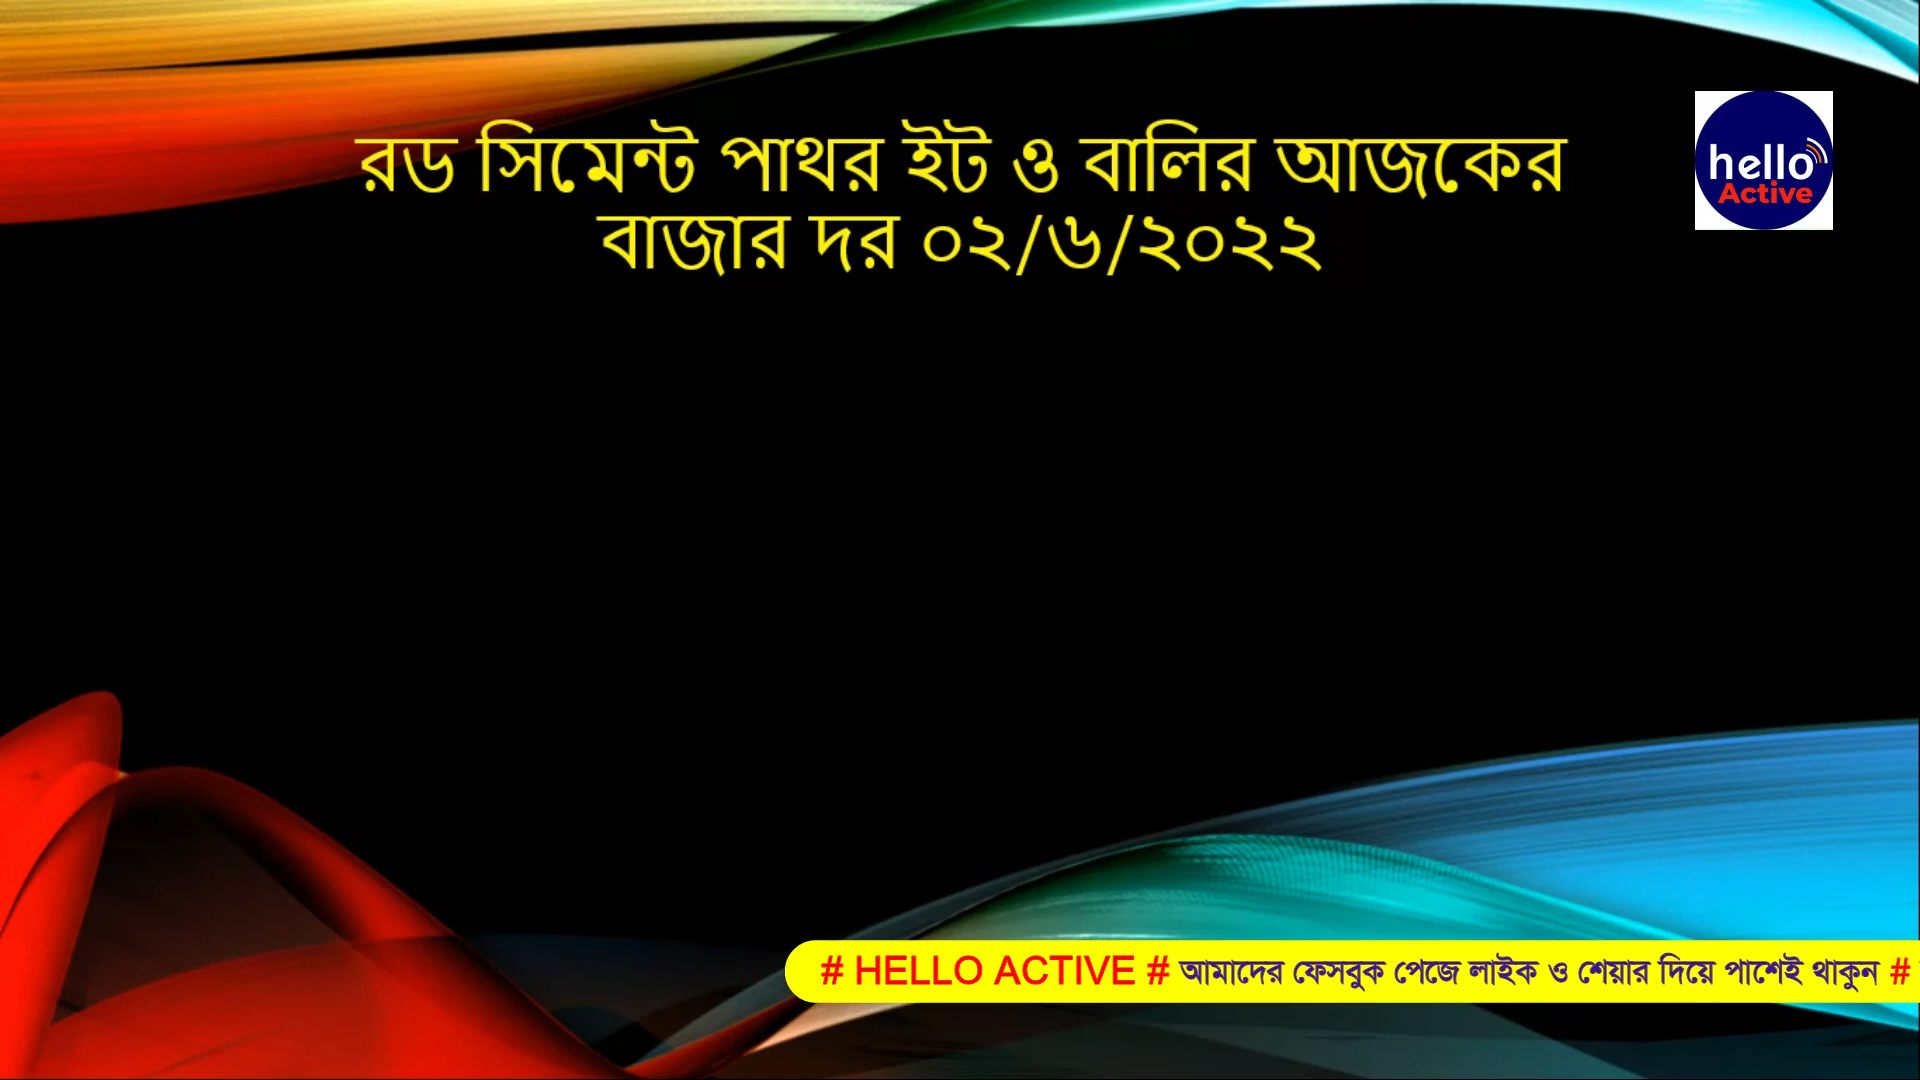 রড সিমেন্ট পাথর ইট ও বালির আজকের
বাজার দর ০২/৬/২০২২
hello
Active
# HELLO ACTIVE # আমাদের ফেসবুক পেজে লাইক ও শেয়ার দিয়ে পাশেই থাকুন #